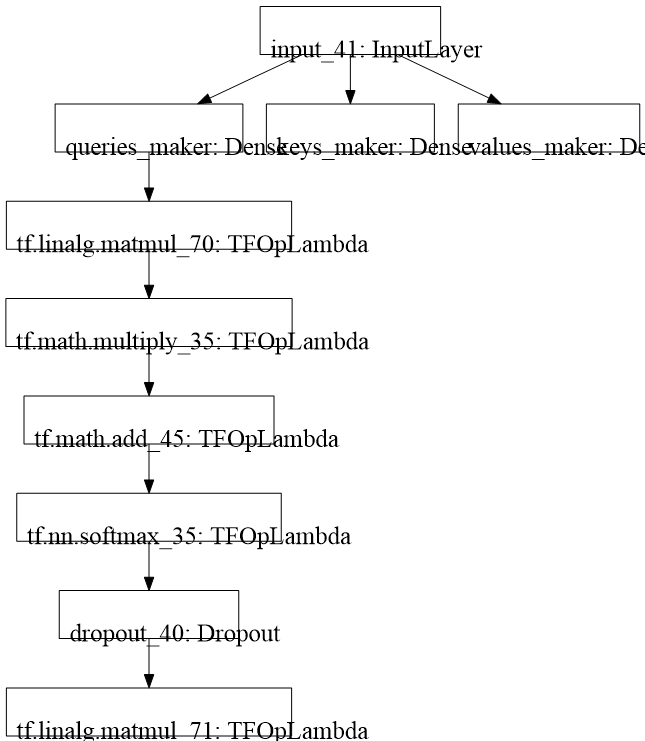 input_41: InputLayer
queries_maker: Dense
keys_maker: Dense
values_maker: De
tf.linalg.matmul_70: TFOpLambda
tf.math.multiply_35: TFOpLambda
tf.math.add_45: TFOpLambda
tf.nn.softmax_35: TFOpLambda
dropout_40: Dropout
tf.linalg.matmul_71: TFOpLambda